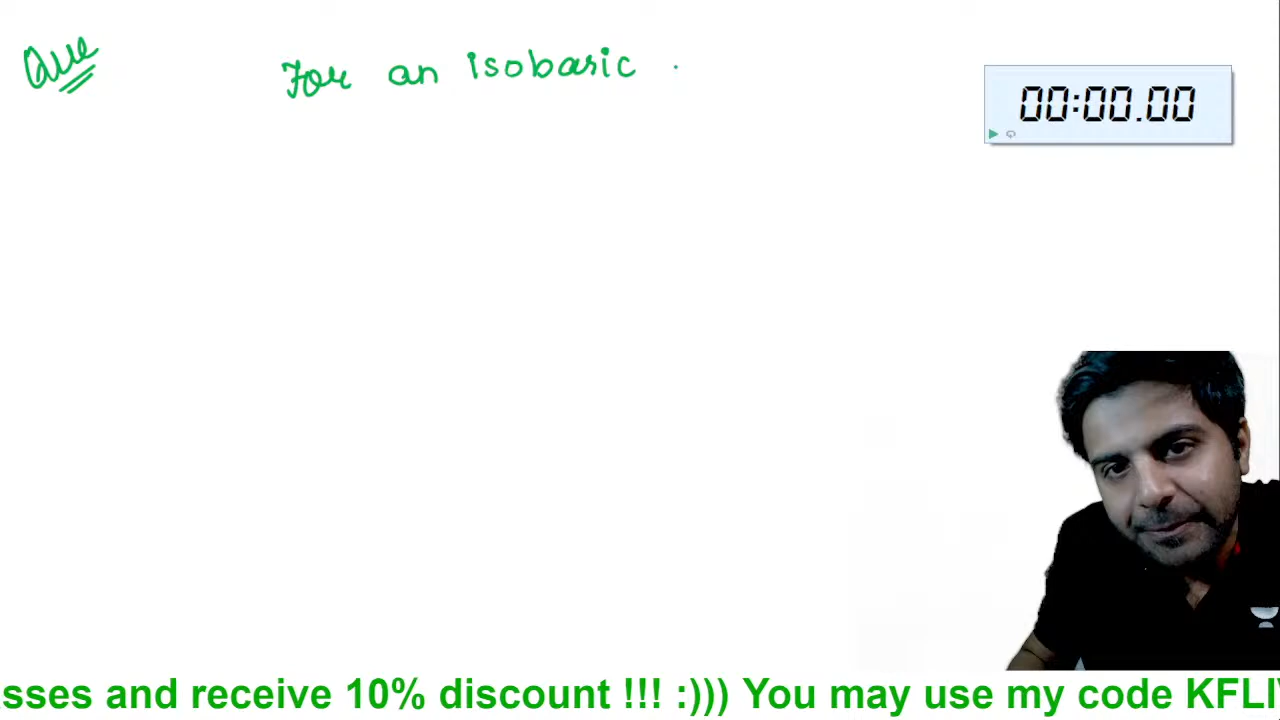 Que For an isobaric
00:00.00
sses and receive 10% discount !!! :))) You may use my code KFLI